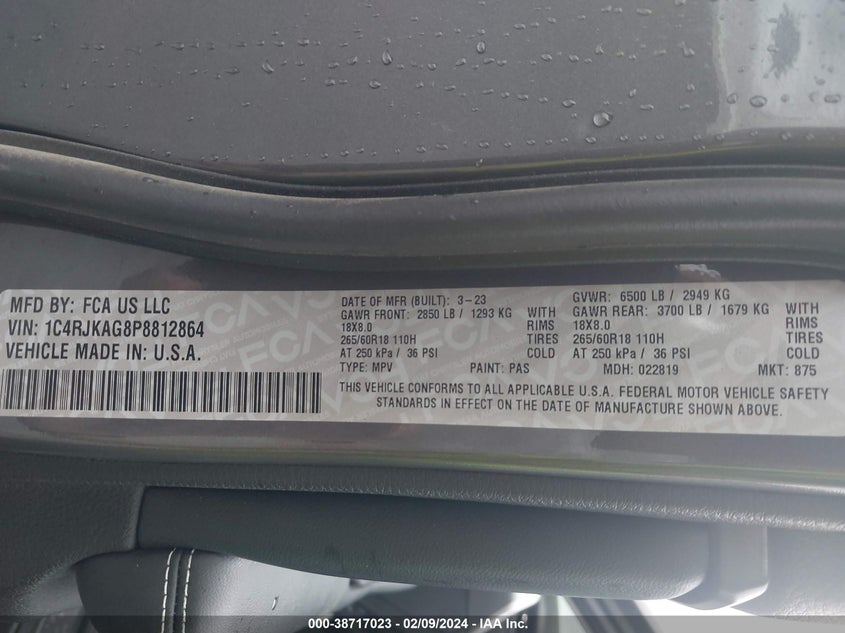 MFD BY: FCA US LLC
VIN: 1C4RJKAG8P8812864
VEHICLE MADE IN: U.S.A.
DATE OF MFR (BUILT): 3-23
GAWR FRONT: 2850 LB / 1293 KG WITH
18X8.0 RIMS
265/60R18 110H TIRES
AT 250 kPa / 36 PSI COLD
TYPE: MPV PAINT: PAS
GVWR: 6500 LB / 2949 KG
GAWR REAR: 3700 LB / 1679 KG WITH
18X8.0 RIMS
265/60R18 110H TIRES
AT 250 kPa / 36 PSI COLD
MDH: 022819 MKT: 875
THIS VEHICLE CONFORMS TO ALL APPLICABLE U.S.A. FEDERAL MOTOR VEHICLE SAFETY
STANDARDS IN EFFECT ON THE DATE OF MANUFACTURE SHOWN ABOVE.
000-38717023 - 02/09/2024 - IAA Inc.